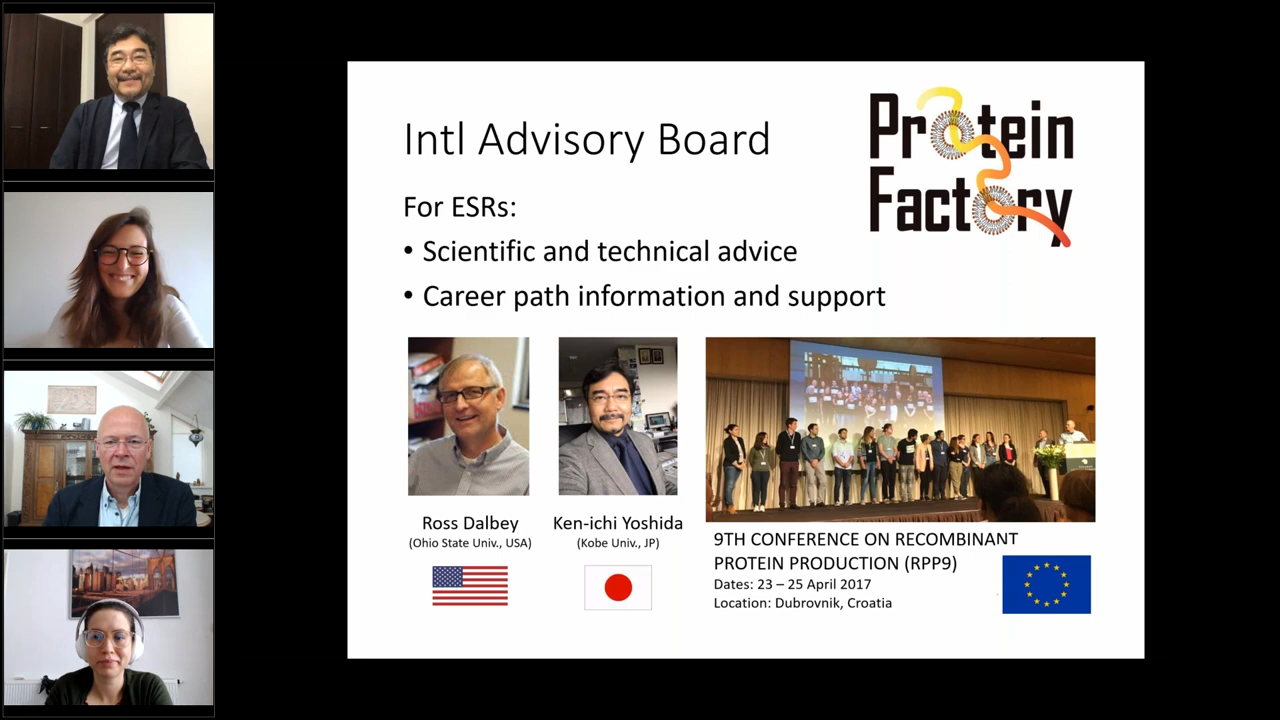 Intl Advisory Board
Protein
Factory
For ESRs:
• Scientific and technical advice
• Career path information and support
Ross Dalbey
(Ohio State Univ., USA)
Ken-ichi Yoshida
(Kobe Univ., JP)
9TH CONFERENCE ON RECOMBINANT
PROTEIN PRODUCTION (RPP9)
Dates: 23 – 25 April 2017
Location: Dubrovnik, Croatia